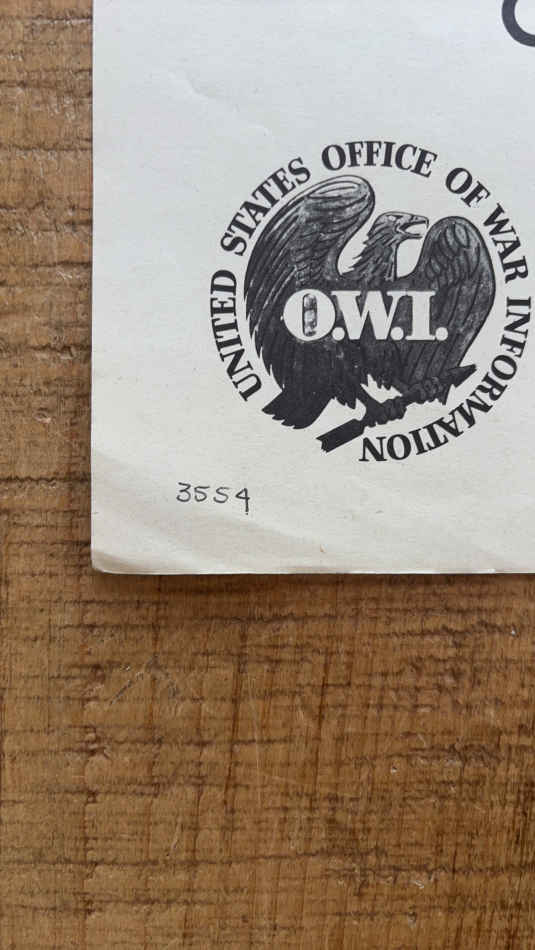 UNITED STATES OFFICE OF WAR INFORMATION
O.W.I.
3554